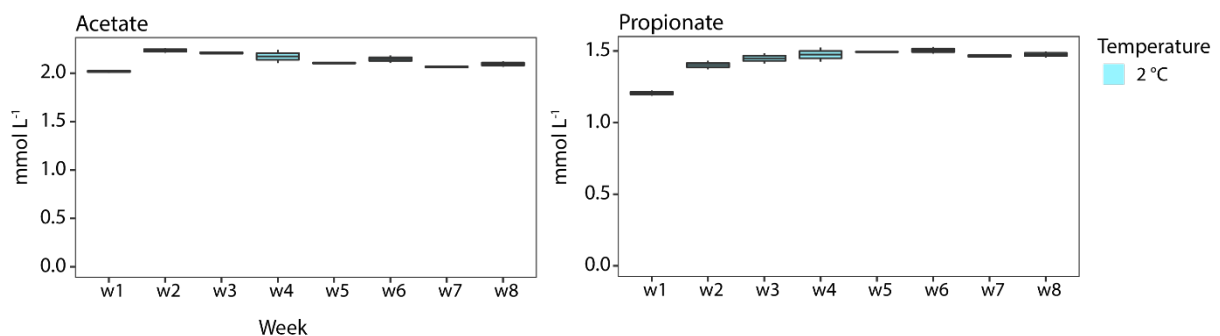 Acetate
mmol L⁻¹
2.0
1.5
1.0
0.5
0.0
w1 w2 w3 w4 w5 w6 w7 w8
Week
Propionate
mmol L⁻¹
1.5
1.0
0.5
0.0
w1 w2 w3 w4 w5 w6 w7 w8
Temperature
2 °C